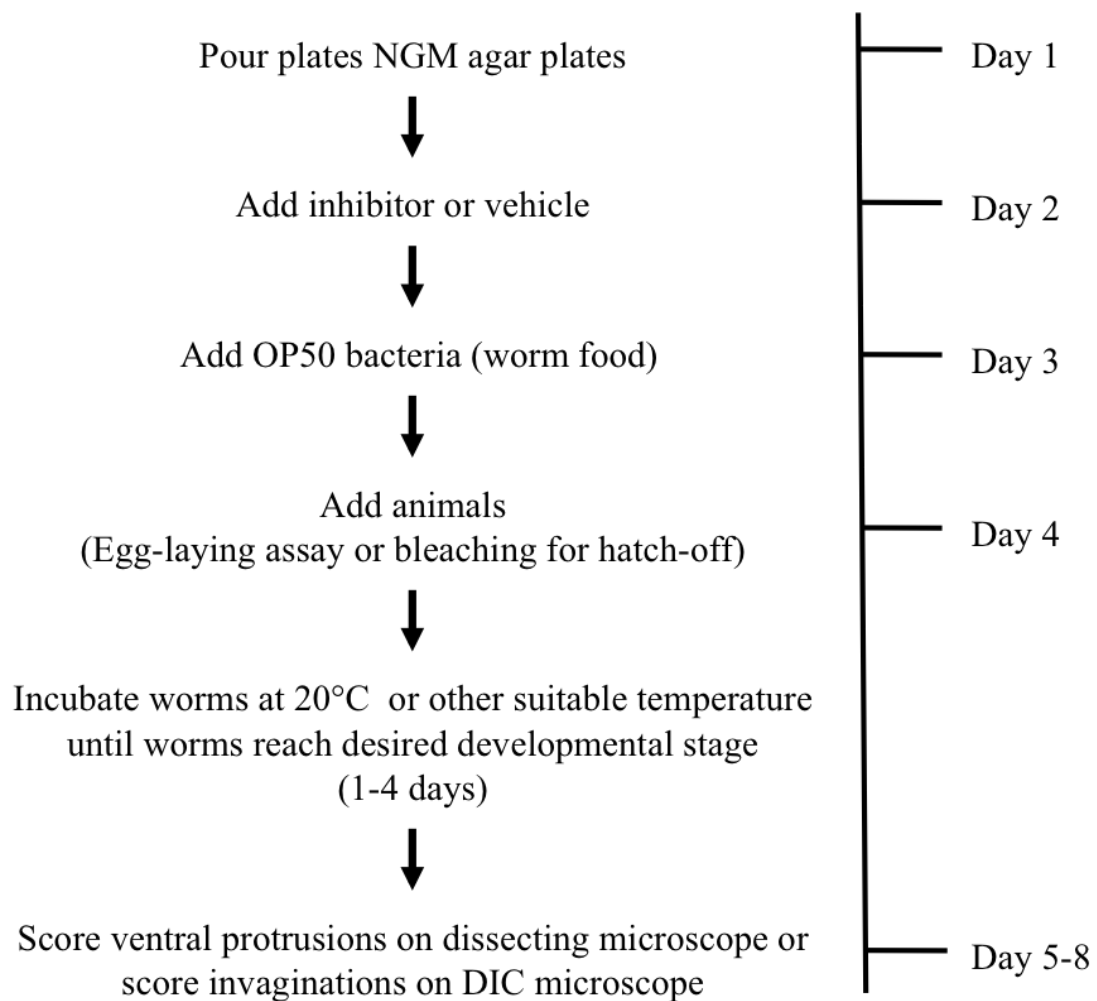 Pour plates NGM agar plates
Day 1
Add inhibitor or vehicle
Day 2
Add OP50 bacteria (worm food)
Day 3
Add animals
(Egg-laying assay or bleaching for hatch-off)
Day 4
Incubate worms at 20°C or other suitable temperature
until worms reach desired developmental stage
(1-4 days)
Score ventral protrusions on dissecting microscope or
score invaginations on DIC microscope
Day 5-8